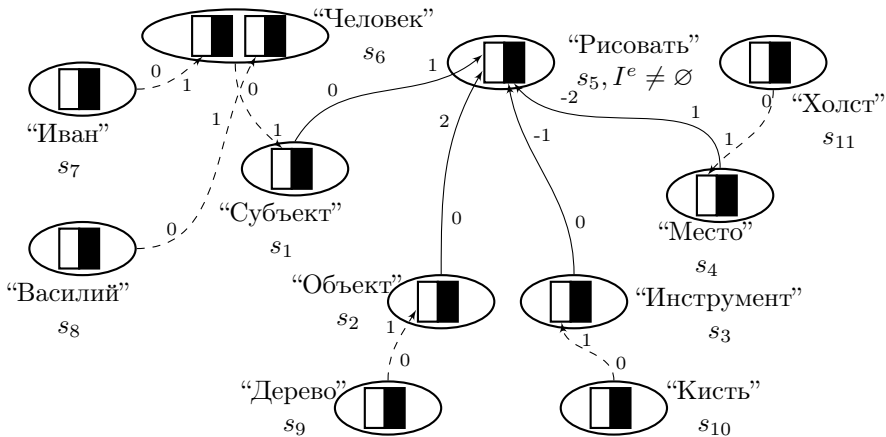 “Человек”
s₆
“Рисовать”
s₅, Iᵉ ≠ ∅
“Холст”
s₁₁
“Иван”
s₇
“Субъект”
s₁
“Место”
s₄
“Василий”
s₈
“Объект”
s₂
“Инструмент”
s₃
“Дерево”
s₉
“Кисть”
s₁₀
0
1
0
1
0
1
0
1
2
0
-1
0
-2
1
0
1
1
0
1
0